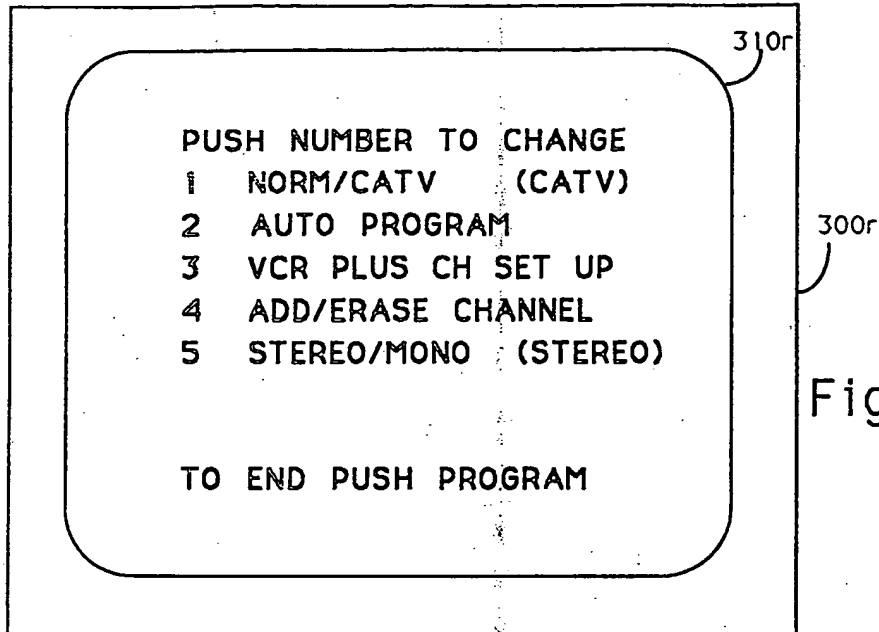 310r
PUSH NUMBER TO CHANGE
1 NORM/CATV (CATV)
2 AUTO PROGRAM
300r
3 VCR PLUS CH SET UP
4 ADD/ERASE CHANNEL
5 STEREO/MONO (STEREO)
Fig
TO END PUSH PROGRAM